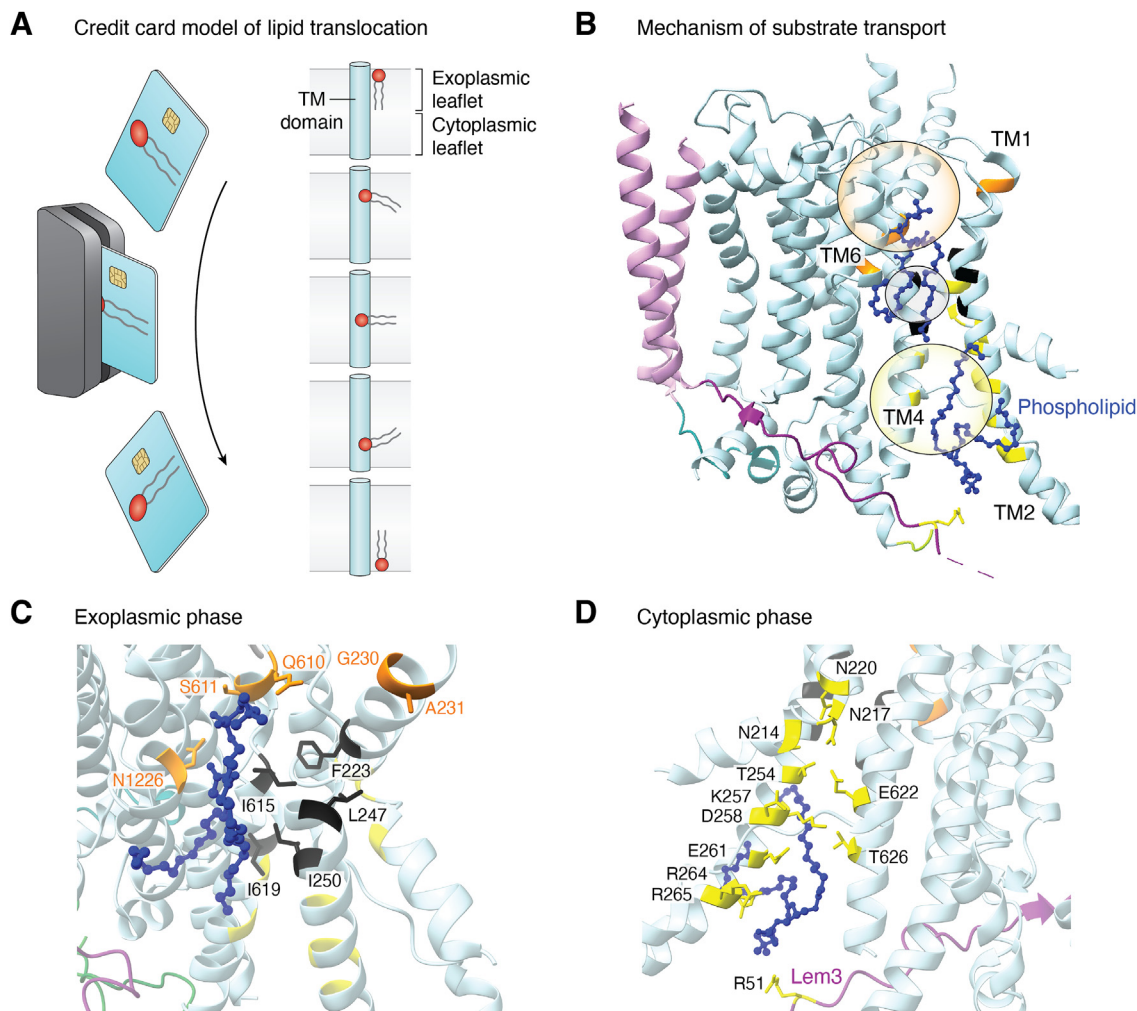 A Credit card model of lipid translocation
TM
domain
Exoplasmic
leaflet
Cytoplasmic
leaflet
B Mechanism of substrate transport
TM1
TM6
TM4
Phospholipid
TM2
C Exoplasmic phase
Q610
G230
S611
A231
N1226
F223
I615
L247
I619
I250
D Cytoplasmic phase
N220
N217
N214
T254
K257
E622
D258
E261
T626
R264
R265
R51
Lem3